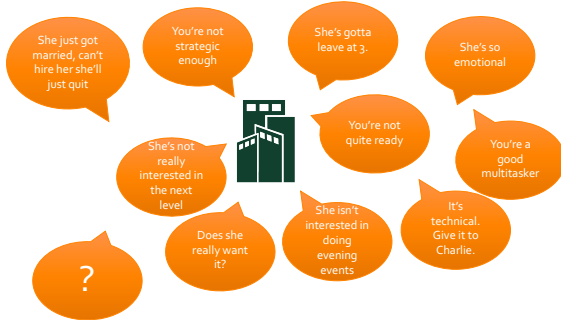 She just got
married, can't
hire her she'll
just quit
You're not
strategic
enough
She's gotta
leave at 3.
She's so
emotional
She's not
really
interested in
the next
level
You're not
quite ready
You're a
good
multitasker
Does she
really want
it?
She isn't
interested in
doing
evening
events
It's
technical.
Give it to
Charlie.
?